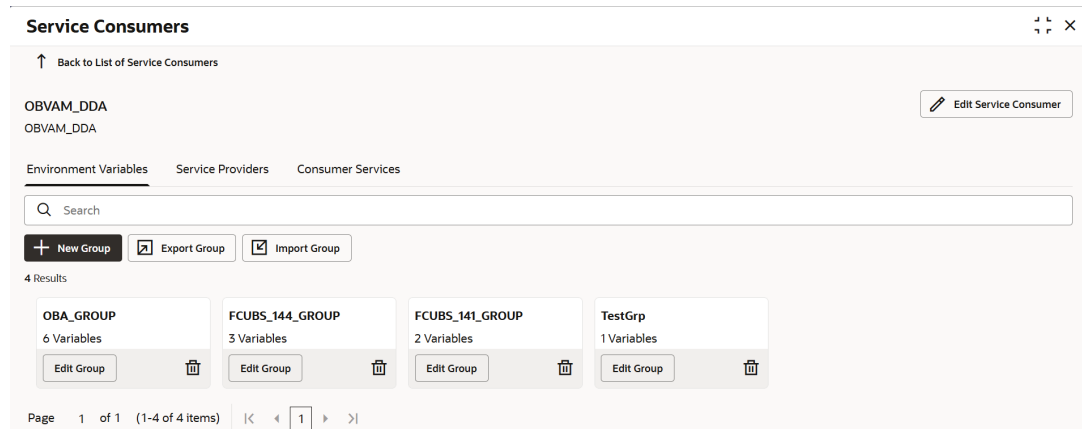 Service Consumers
Back to List of Service Consumers
OBVAM_DDA
Edit Service Consumer
OBVAM_DDA
Environment Variables Service Providers Consumer Services
Search
New Group Export Group Import Group
4 Results
OBA_GROUP FCUBS_144_GROUP FCUBS_141_GROUP TestGrp
6 Variables 3 Variables 2 Variables 1 Variables
Edit Group Edit Group Edit Group Edit Group
Page 1 of 1 (1-4 of 4 items) 1